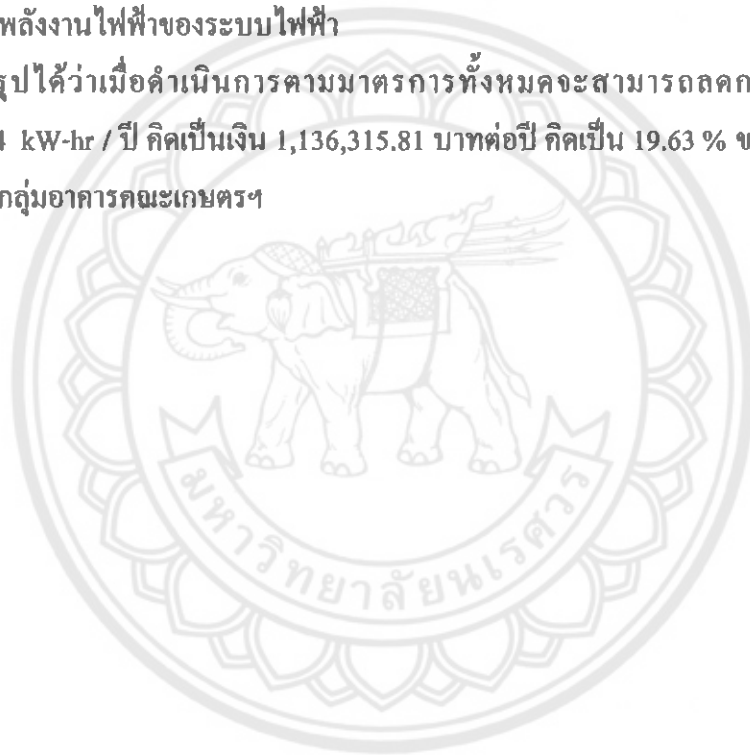 พลังงานไฟฟ้าของระบบไฟฟ้า
รุปได้ว่าเมื่อดำเนินการตามมาตรการทั้งหมดจะสามารถลดก
kW-hr / ปี คิดเป็นเงิน 1,136,315.81 บาทต่อปี คิดเป็น 19.63 % ข
กลุ่มอาคารคณะเกษตรฯ
มหาวิทยาลัยนเรศวร